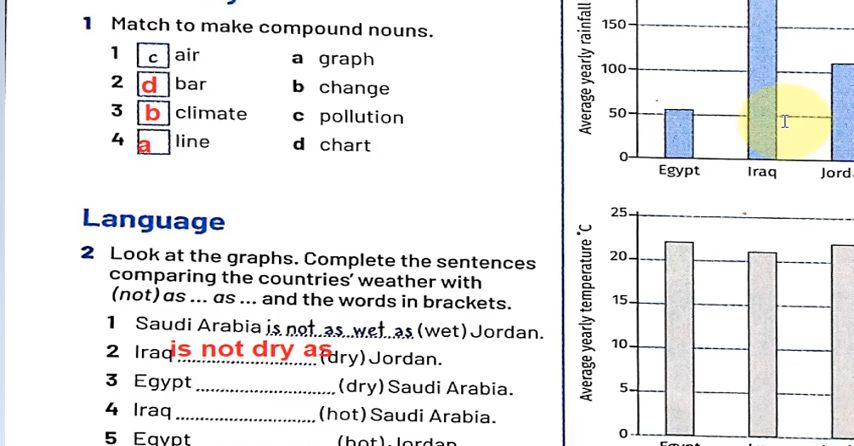 1 Match to make compound nouns.
1 c air a graph
2 d bar b change
3 b climate c pollution
4 a line d chart
Language
2 Look at the graphs. Complete the sentences
comparing the countries' weather with
(not) as ... as ... and the words in brackets.
1 Saudi Arabia is not as wet as (wet) Jordan.
2 Iraq is not dry as (dry) Jordan.
3 Egypt (dry) Saudi Arabia.
4 Iraq (hot) Saudi Arabia.
5 Egypt (hot) Jordan
Average yearly rainfall
150
100
50
0
Egypt Iraq Jord
Average yearly temperature °C
25
20
15
10
5
0